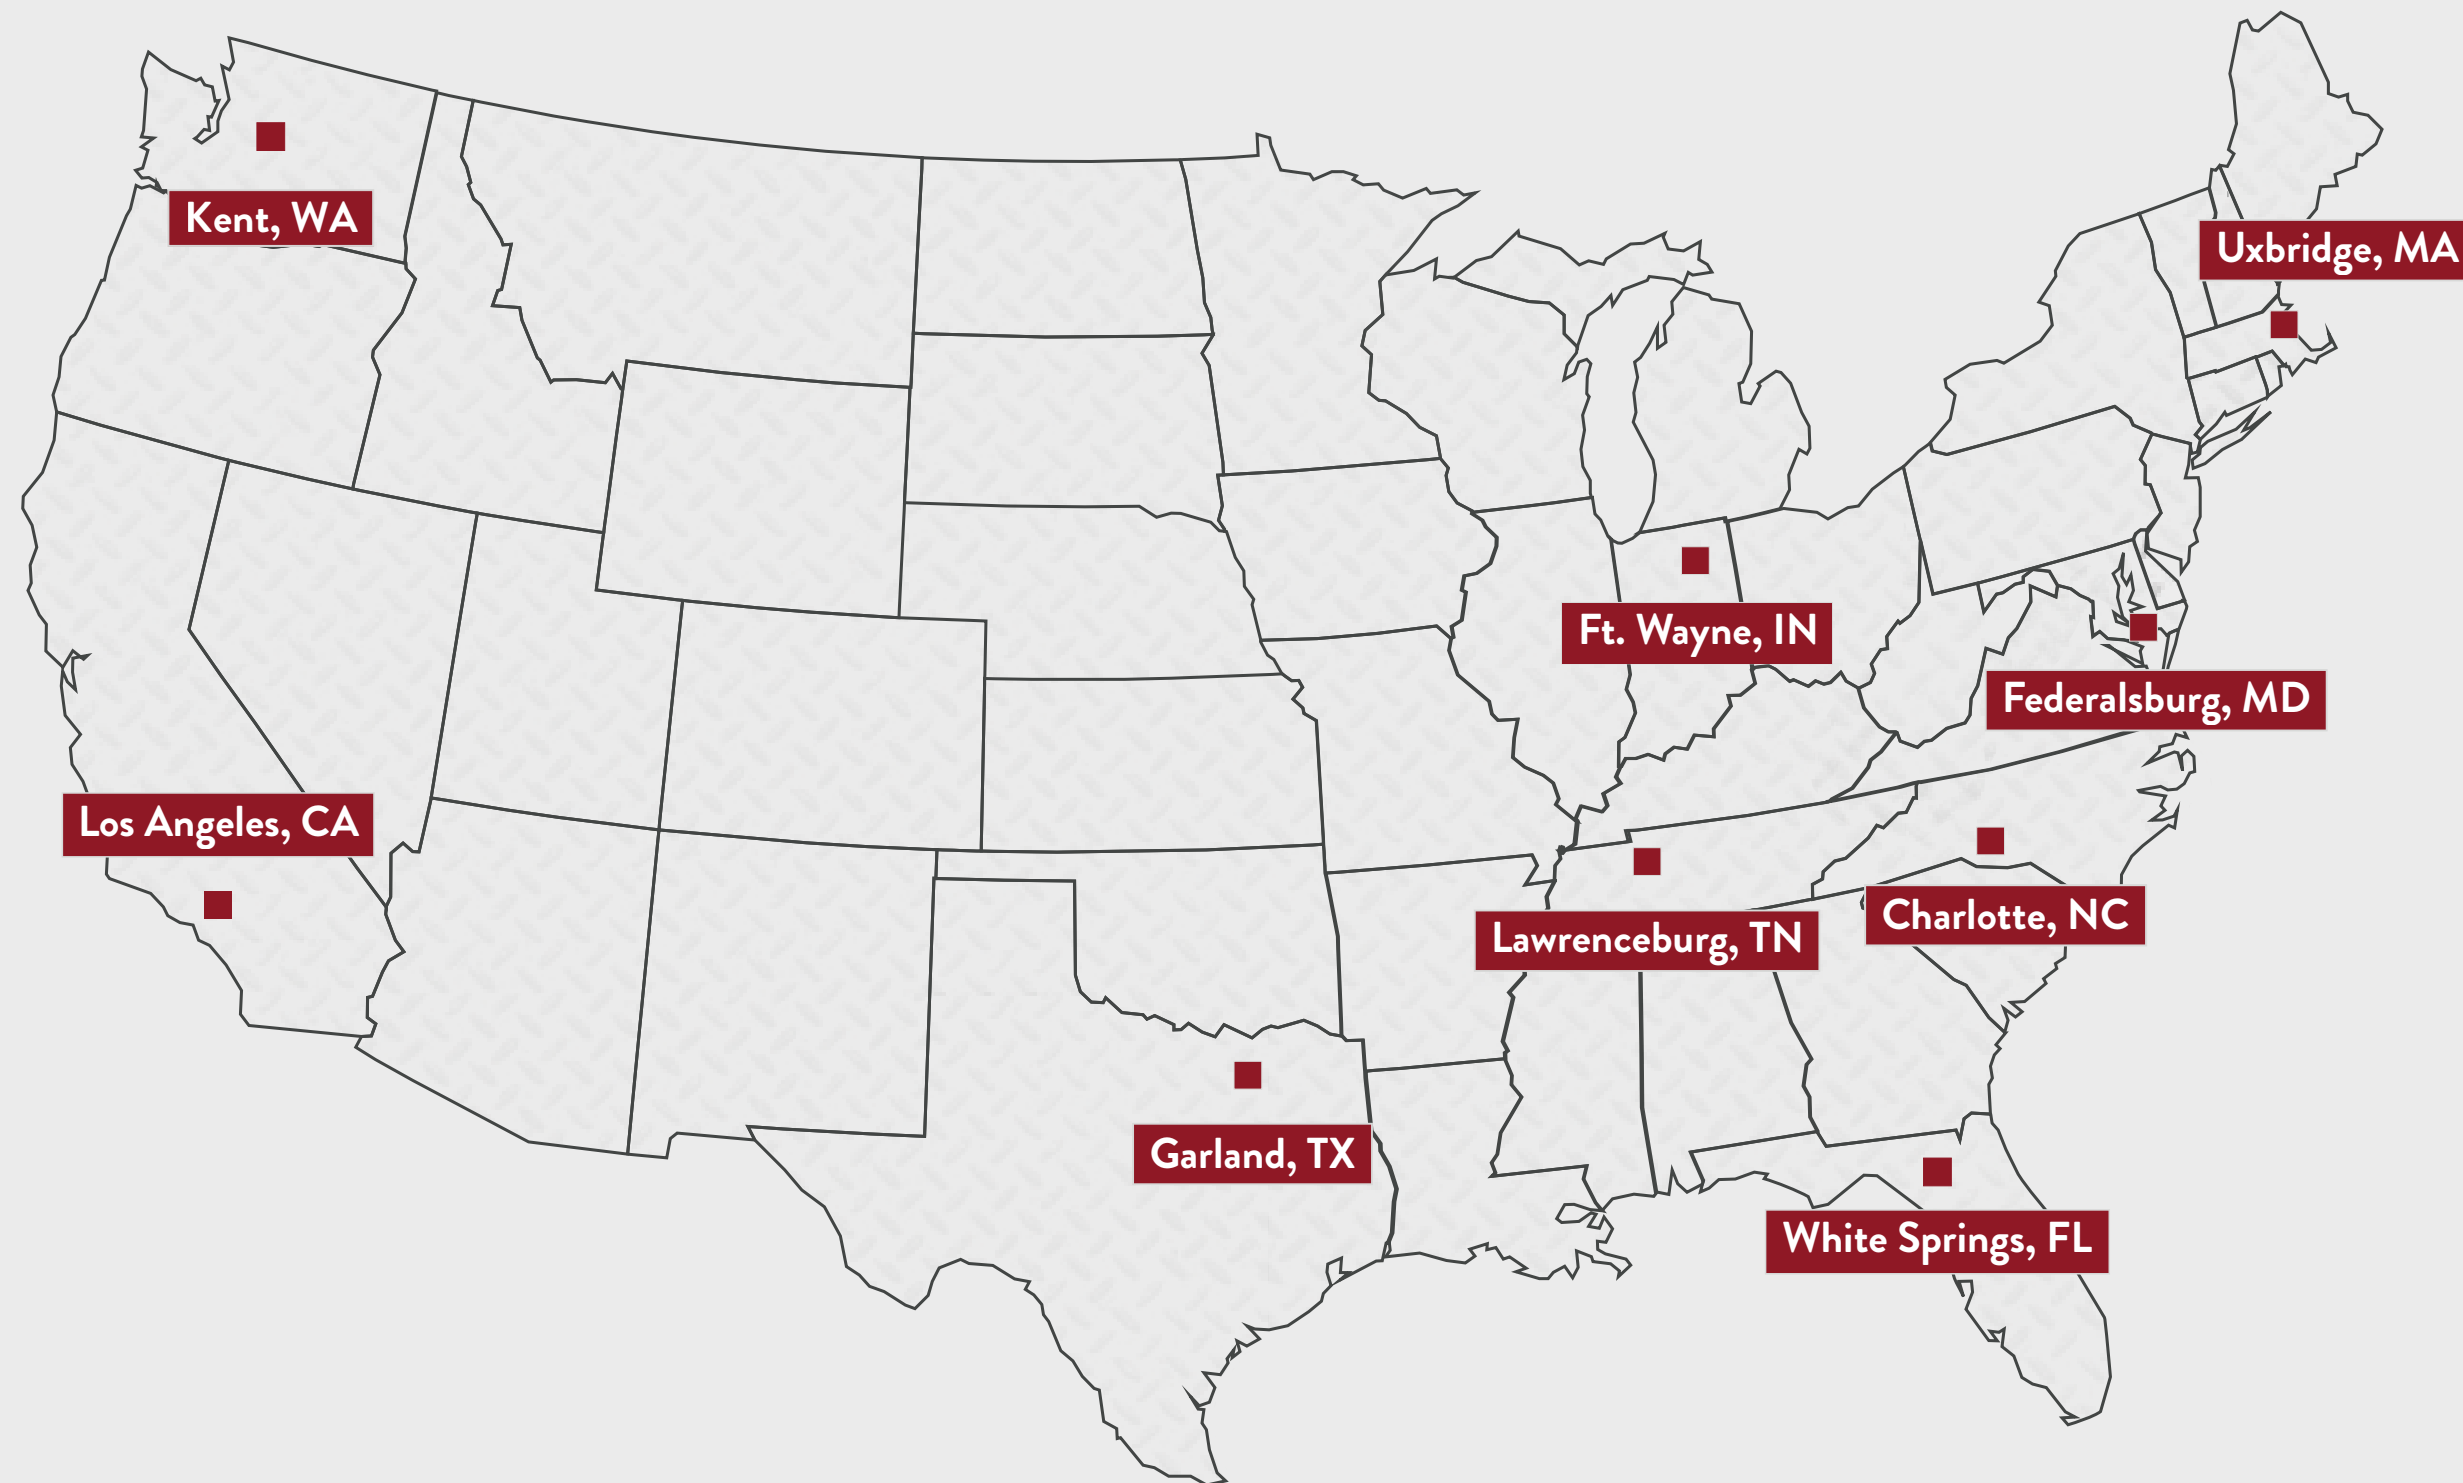 Kent, WA
Uxbridge, MA
Ft. Wayne, IN
Federalsburg, MD
Los Angeles, CA
Charlotte, NC
Lawrenceburg, TN
Garland, TX
White Springs, FL